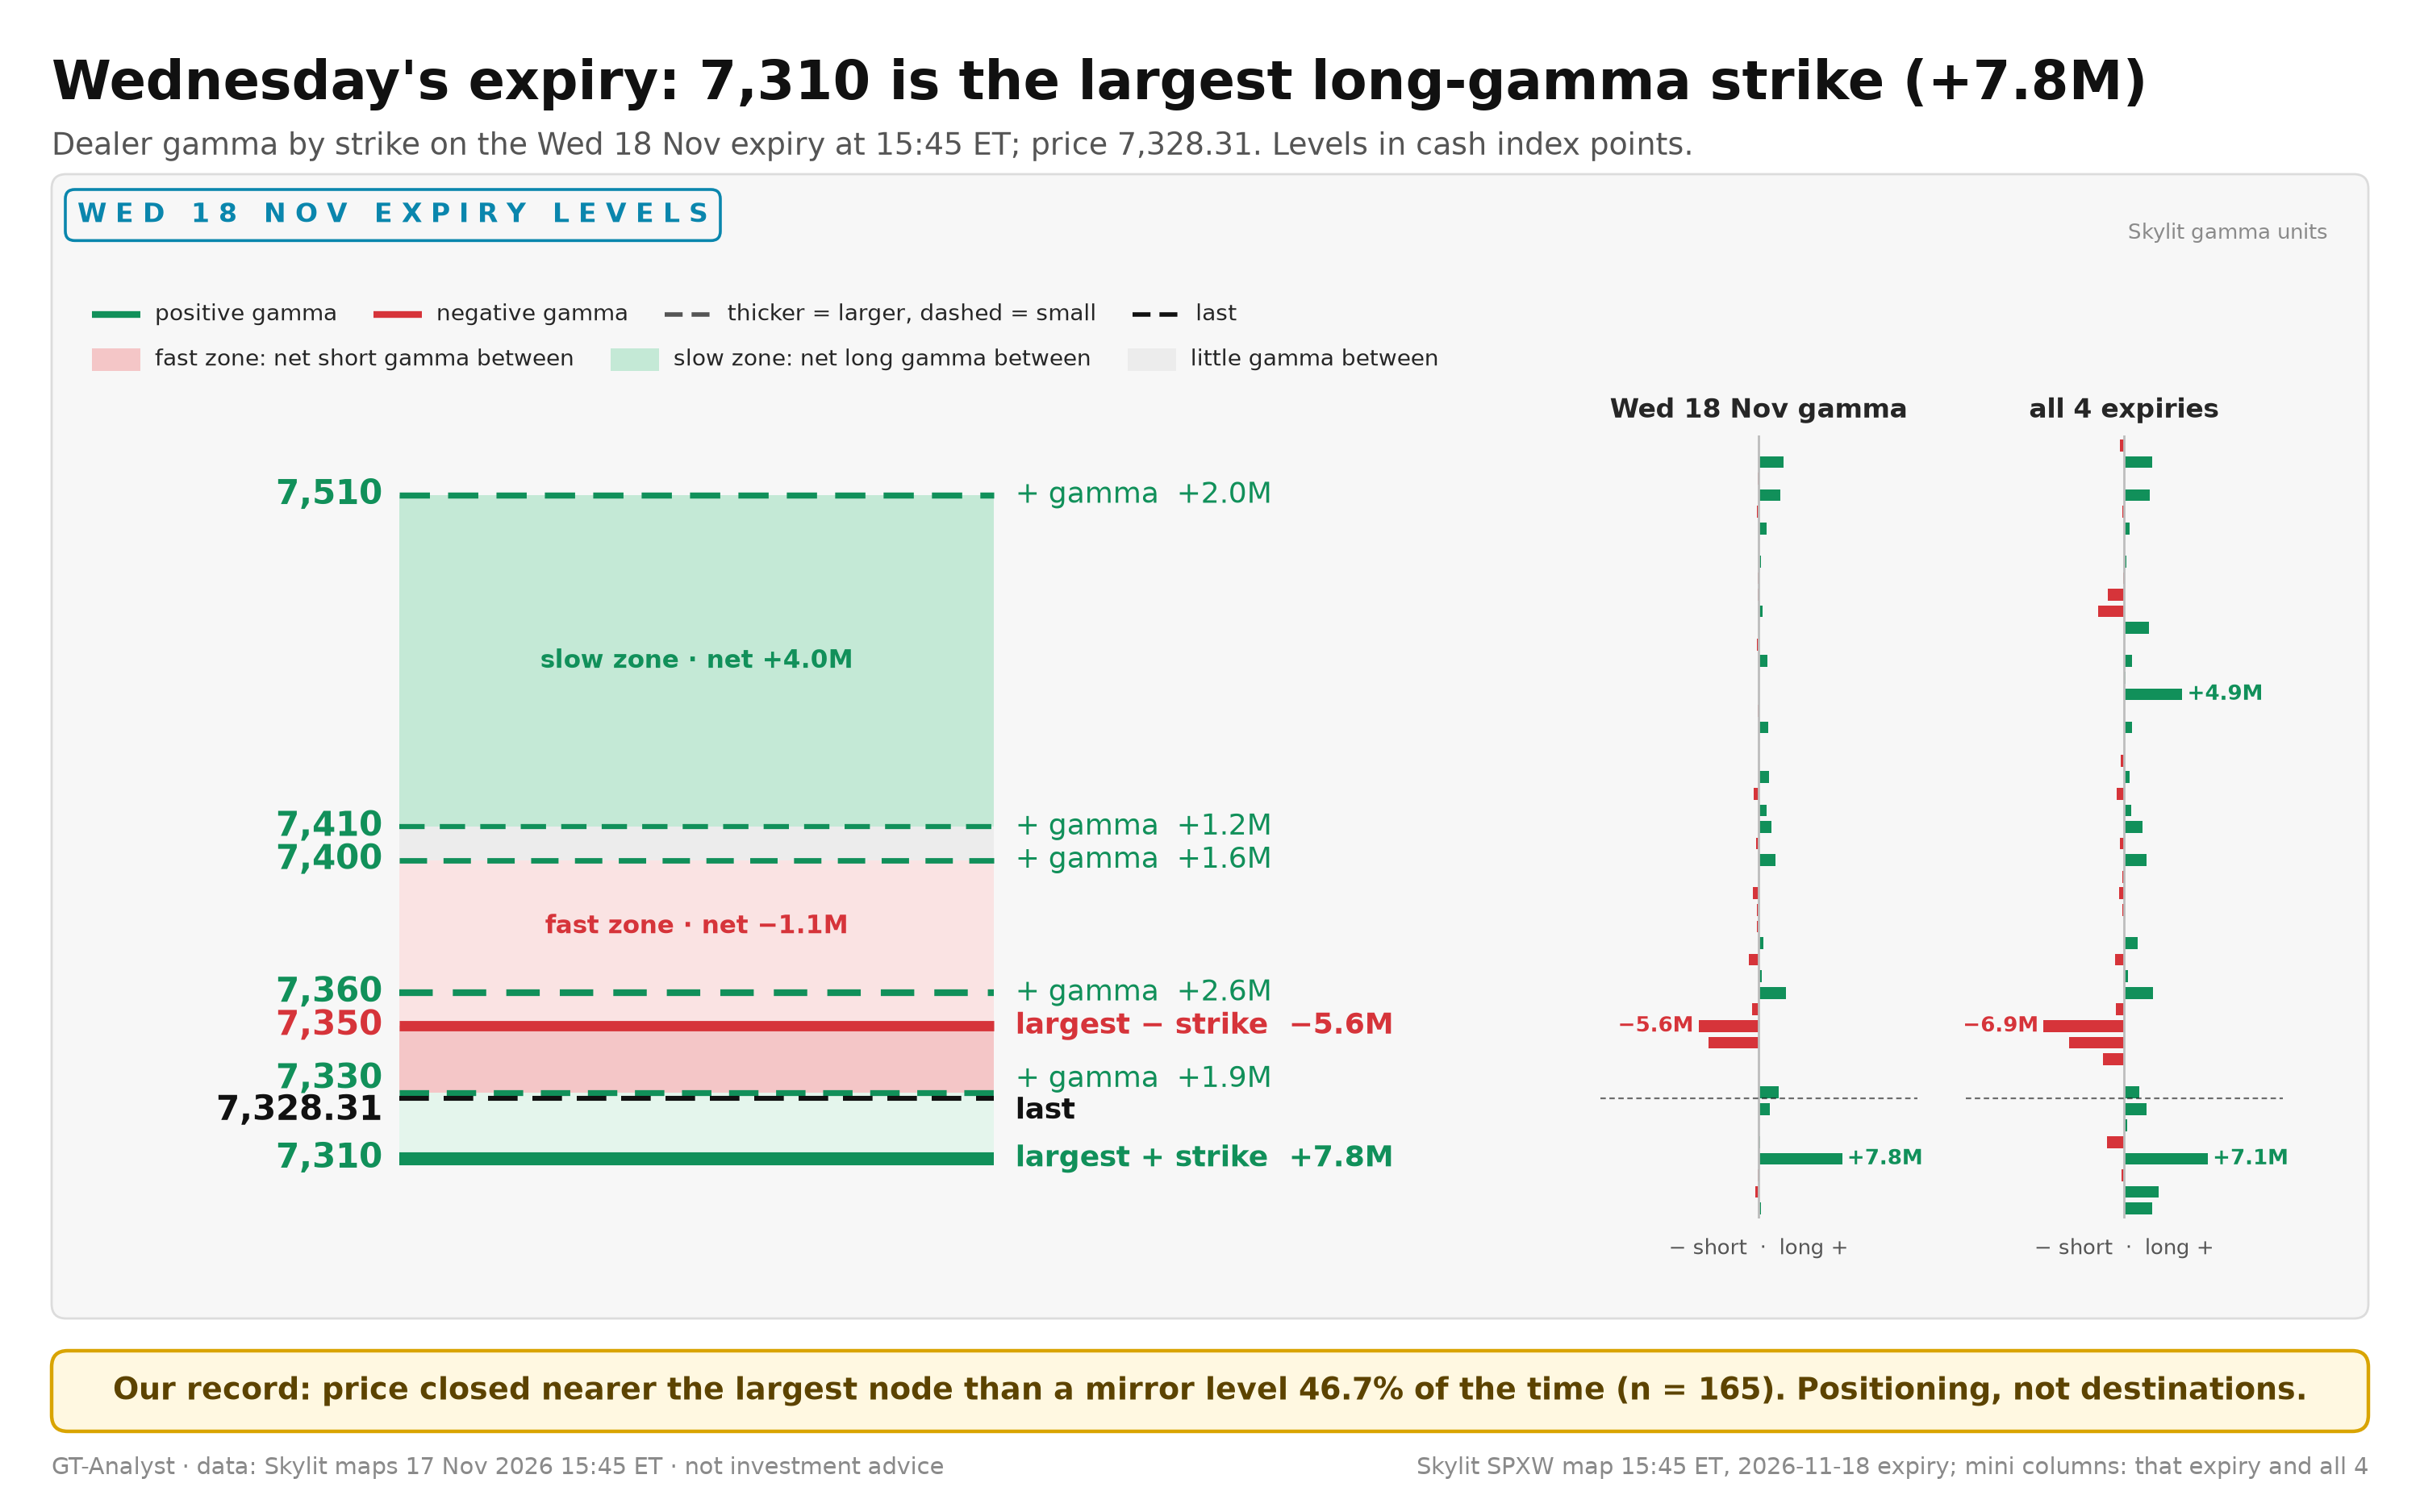 Wednesday's expiry: 7,310 is the largest long-gamma strike (+7.8M)
Dealer gamma by strike on the Wed 18 Nov expiry at 15:45 ET; price 7,328.31. Levels in cash index points.
WED 18 NOV EXPIRY LEVELS
Skylit gamma units
positive gamma negative gamma thicker = larger, dashed = small last
fast zone: net short gamma between slow zone: net long gamma between little gamma between
Wed 18 Nov gamma all 4 expiries
7,510 + gamma +2.0M
slow zone · net +4.0M
+4.9M
7,410 + gamma +1.2M
7,400 + gamma +1.6M
fast zone · net −1.1M
7,360 + gamma +2.6M
7,350 largest − strike −5.6M −5.6M −6.9M
7,330 + gamma +1.9M
7,328.31 last
7,310 largest + strike +7.8M +7.8M +7.1M
− short · long + − short · long +
Our record: price closed nearer the largest node than a mirror level 46.7% of the time (n = 165). Positioning, not destinations.
GT-Analyst · data: Skylit maps 17 Nov 2026 15:45 ET · not investment advice
Skylit SPXW map 15:45 ET, 2026-11-18 expiry; mini columns: that expiry and all 4